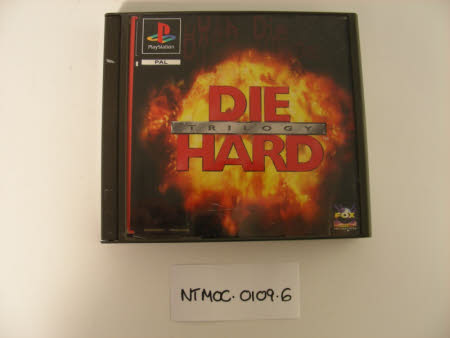 PlayStation
PAL
DIE
TRILOGY
HARD
FOX
NTMOC.0109.6